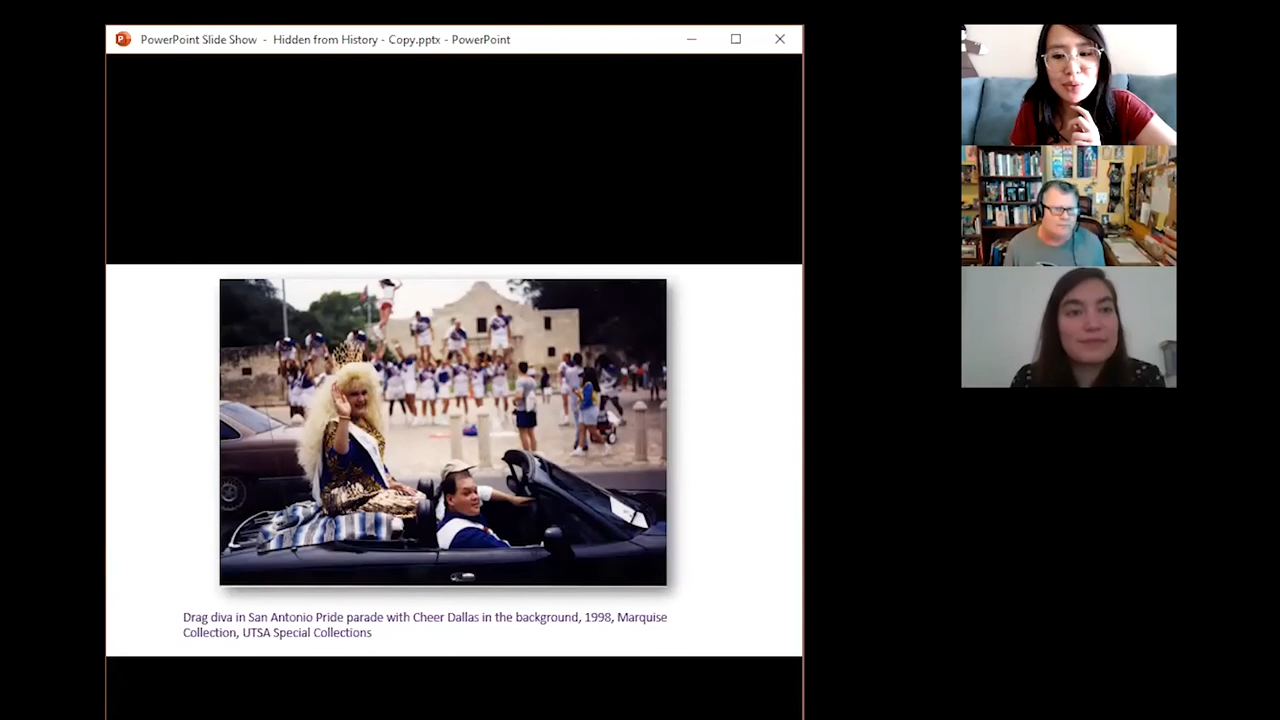 PowerPoint Slide Show - Hidden from History - Copy.pptx - PowerPoint
Drag diva in San Antonio Pride parade with Cheer Dallas in the background, 1998, Marquise
Collection, UTSA Special Collections